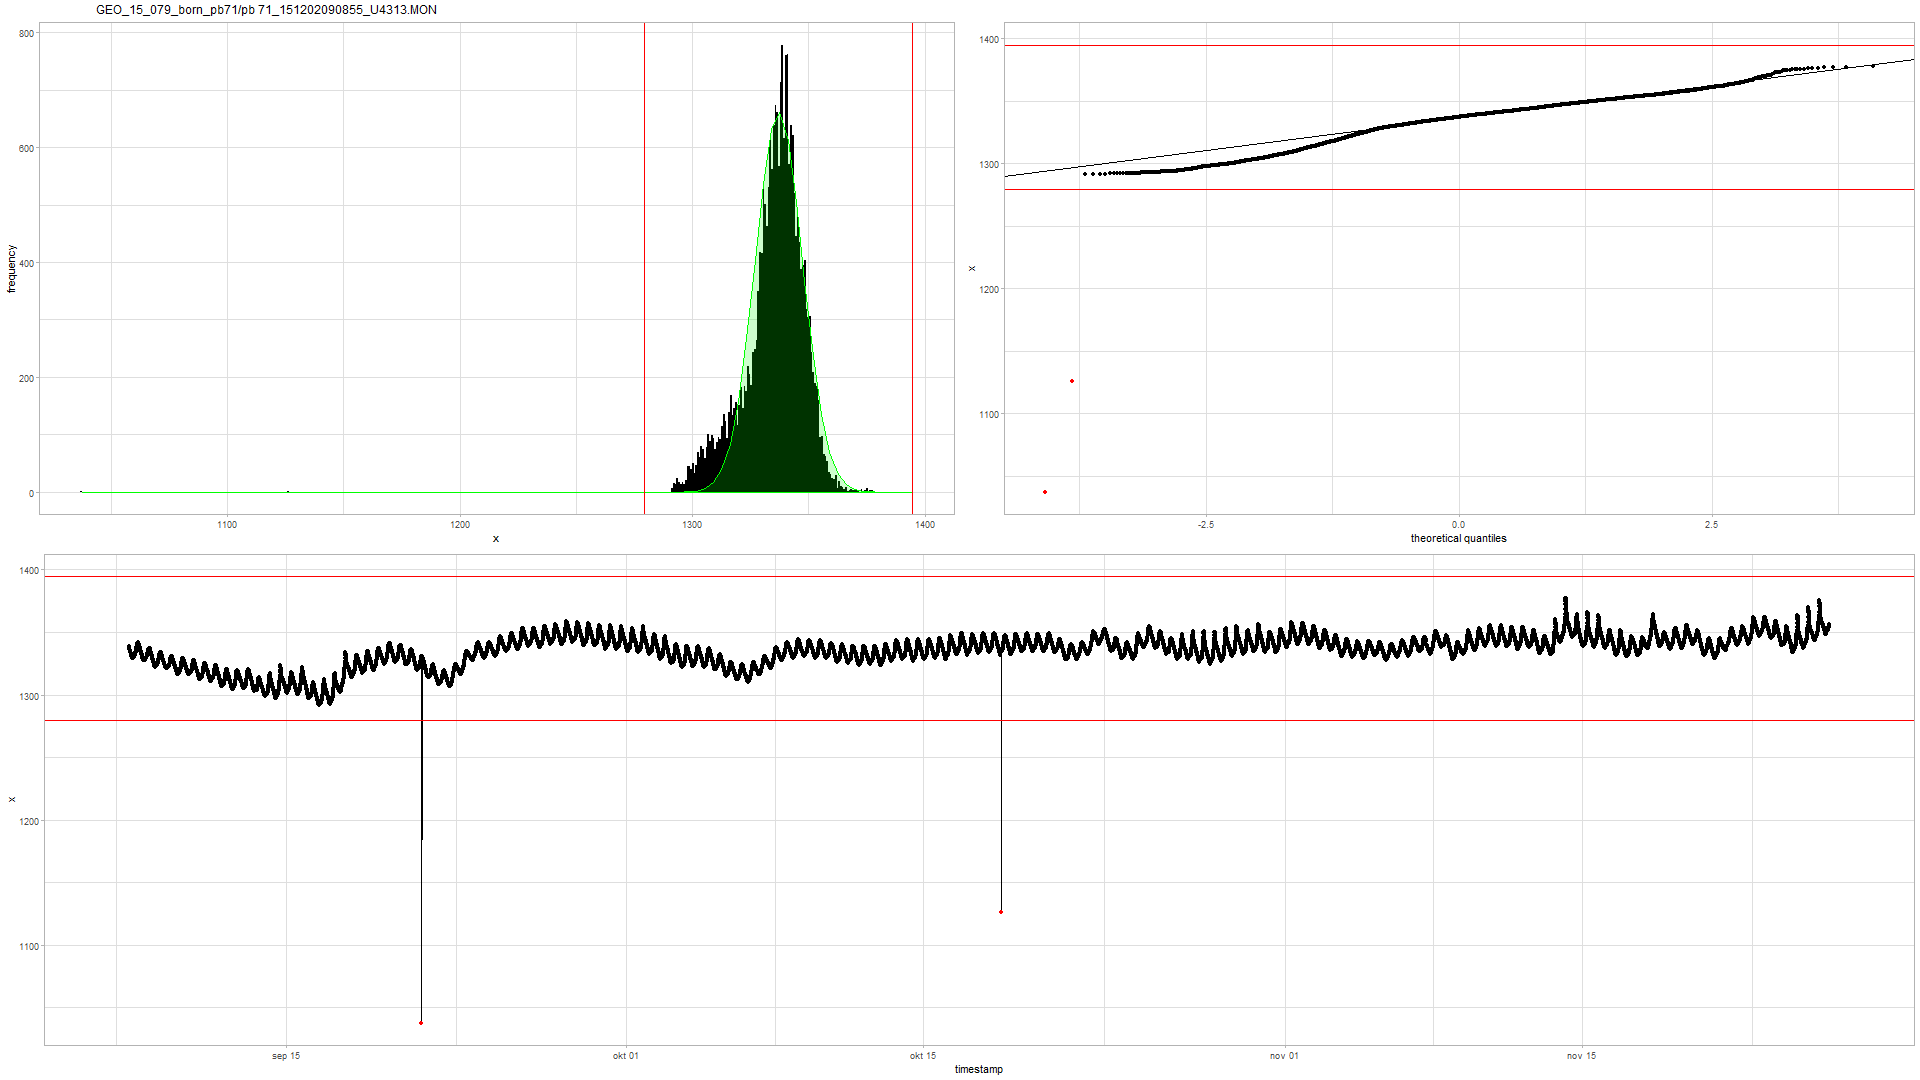 GEO_15_079_born_pb71/pb 71_151202090855_U4313.MON
800
600
400
200
0
frequency
1100
1200
1300
1400
x
1400
1300
1200
1100
x
-2.5
0.0
2.5
theoretical quantiles
1400
1300
1200
1100
x
sep 15
okt 01
okt 15
nov 01
nov 15
timestamp